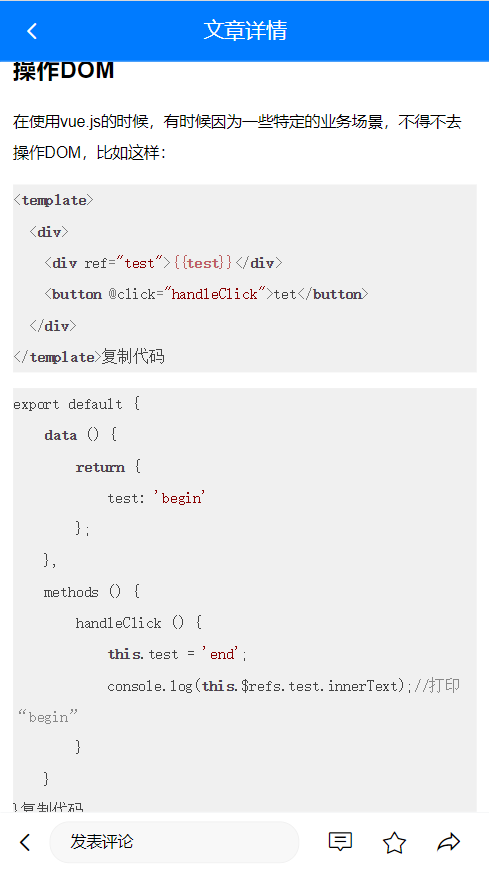 文章详情
操作DOM
在使用vue.js的时候，有时候因为一些特定的业务场景，不得不去
操作DOM，比如这样：
<template>
  <div>
    <div ref="test">{{test}}</div>
    <button @click="handleClick">tet</button>
  </div>
</template>复制代码
export default {
    data () {
        return {
            test: 'begin'
        };
    },
    methods () {
        handleClick () {
            this.test = 'end';
            console.log(this.$refs.test.innerText);//打印
“begin”
        }
    }
}复制代码
发表评论